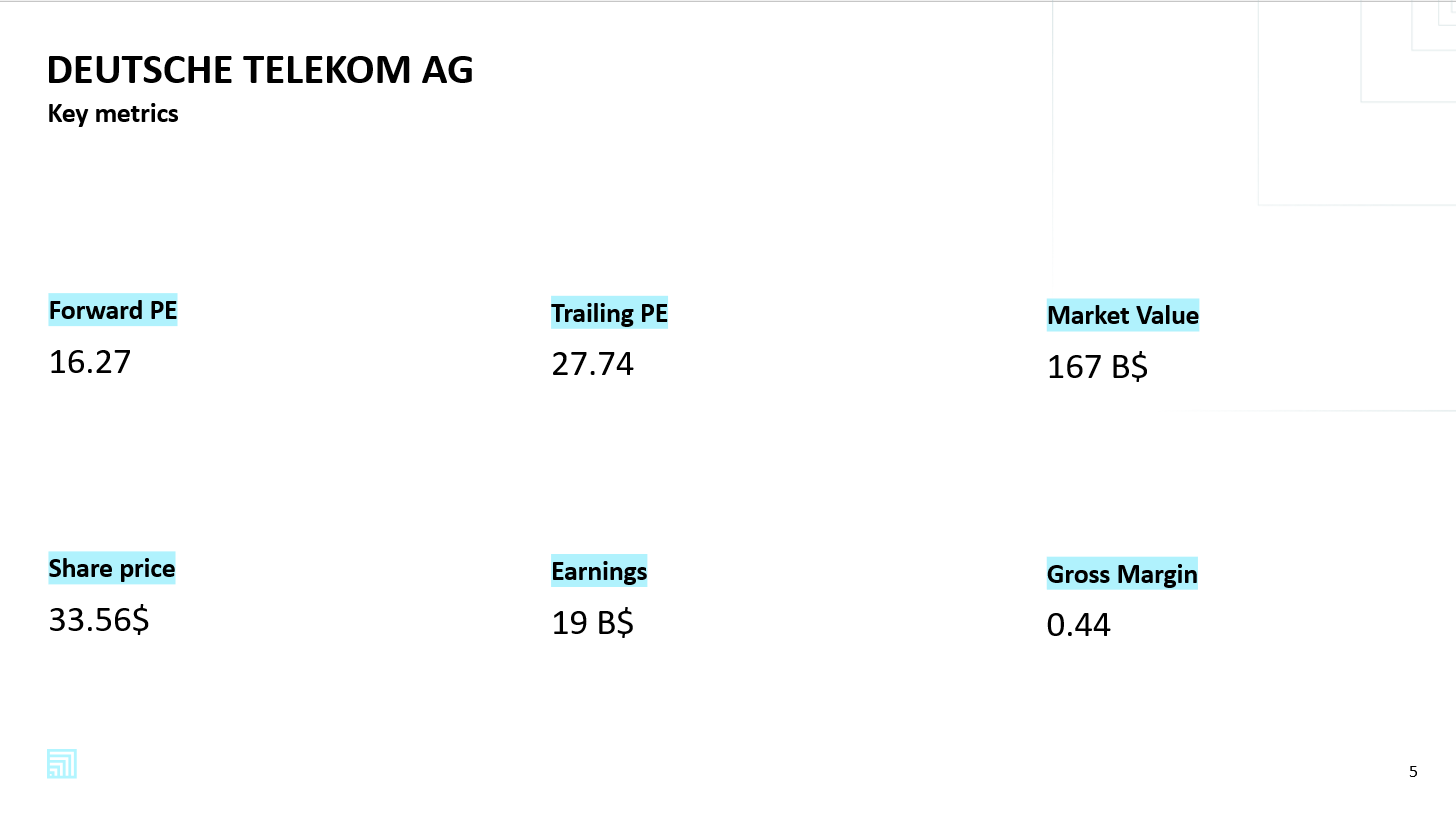 DEUTSCHE TELEKOM AG
Key metrics
Forward PE
16.27
Trailing PE
27.74
Market Value
167 B$
Share price
33.56$
Earnings
19 B$
Gross Margin
0.44
5